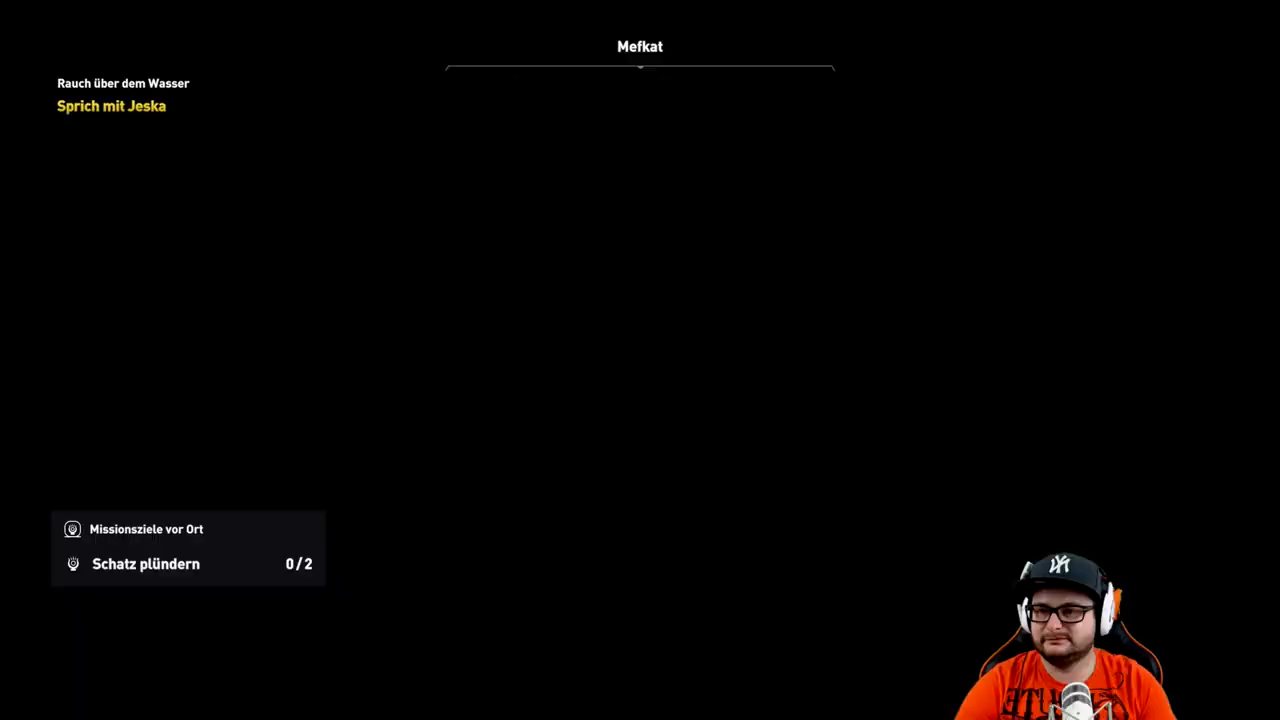 Mefkat
Rauch über dem Wasser
Sprich mit Jeska
Missionsziele vor Ort
Schatz plündern 0/2